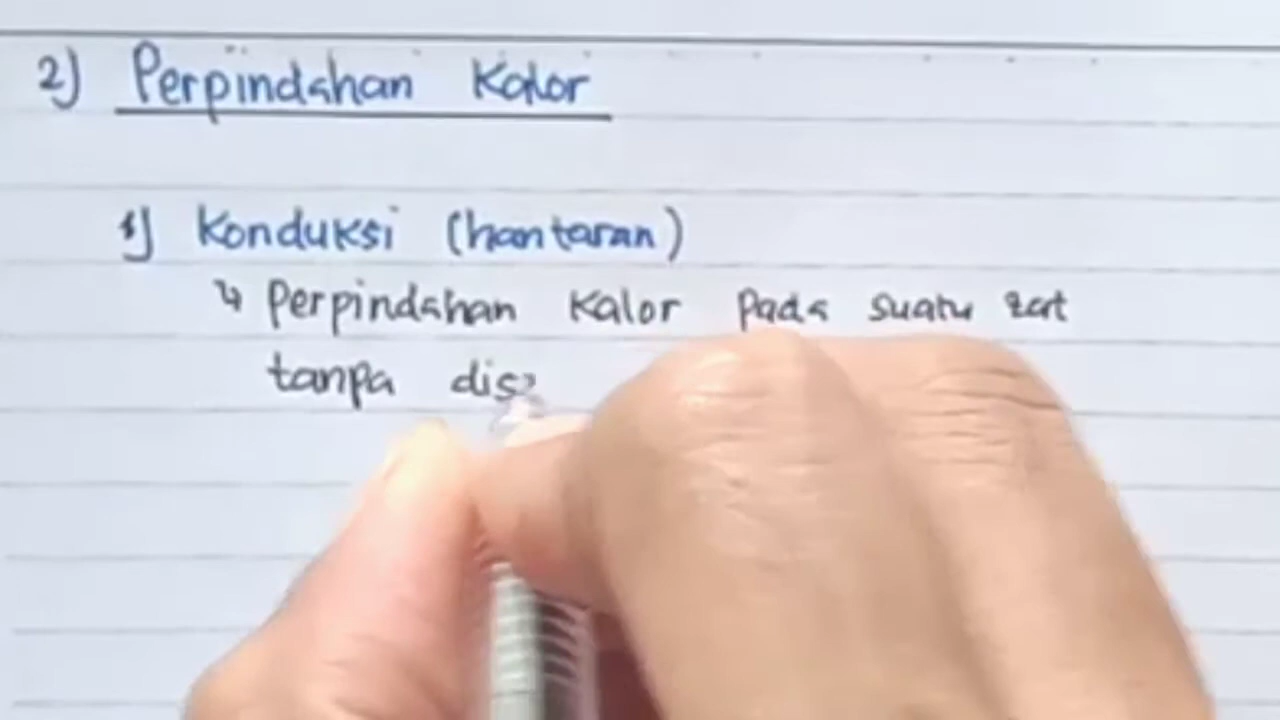 2) Perpindahan Kalor
1) Konduksi (hantaran)
↳ Perpindahan Kalor Pada suatu zat
tanpa dis